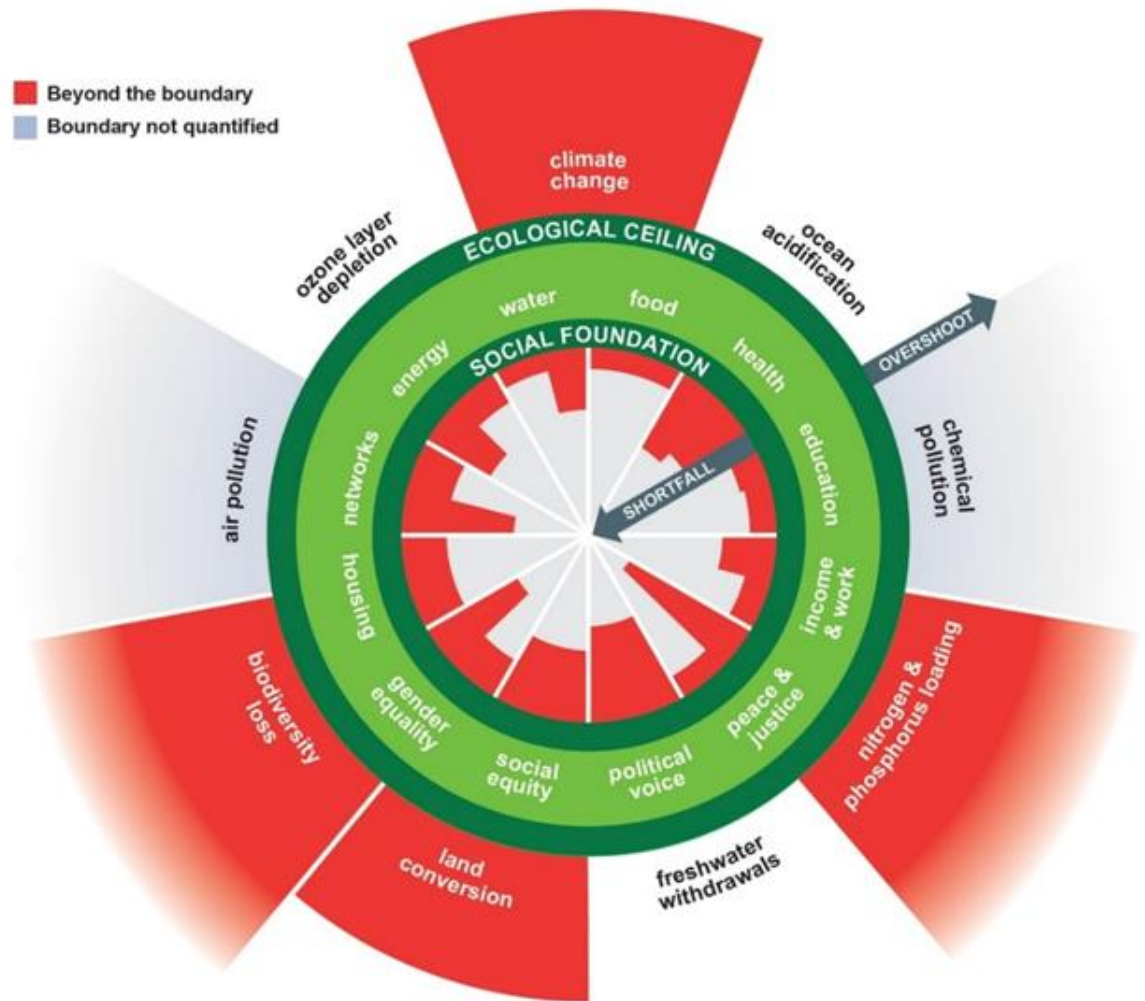 Beyond the boundary
Boundary not quantified
climate
change
ozone layer
depletion
ocean
acidification
ECOLOGICAL CEILING
water
food
energy
health
SOCIAL FOUNDATION
OVERSHOOT
SHORTFALL
air pollution
networks
education
chemical
pollution
housing
income
& work
biodiversity
loss
gender
equality
social
equity
political
voice
peace &
justice
nitrogen &
phosphorus loading
land
conversion
freshwater
withdrawals